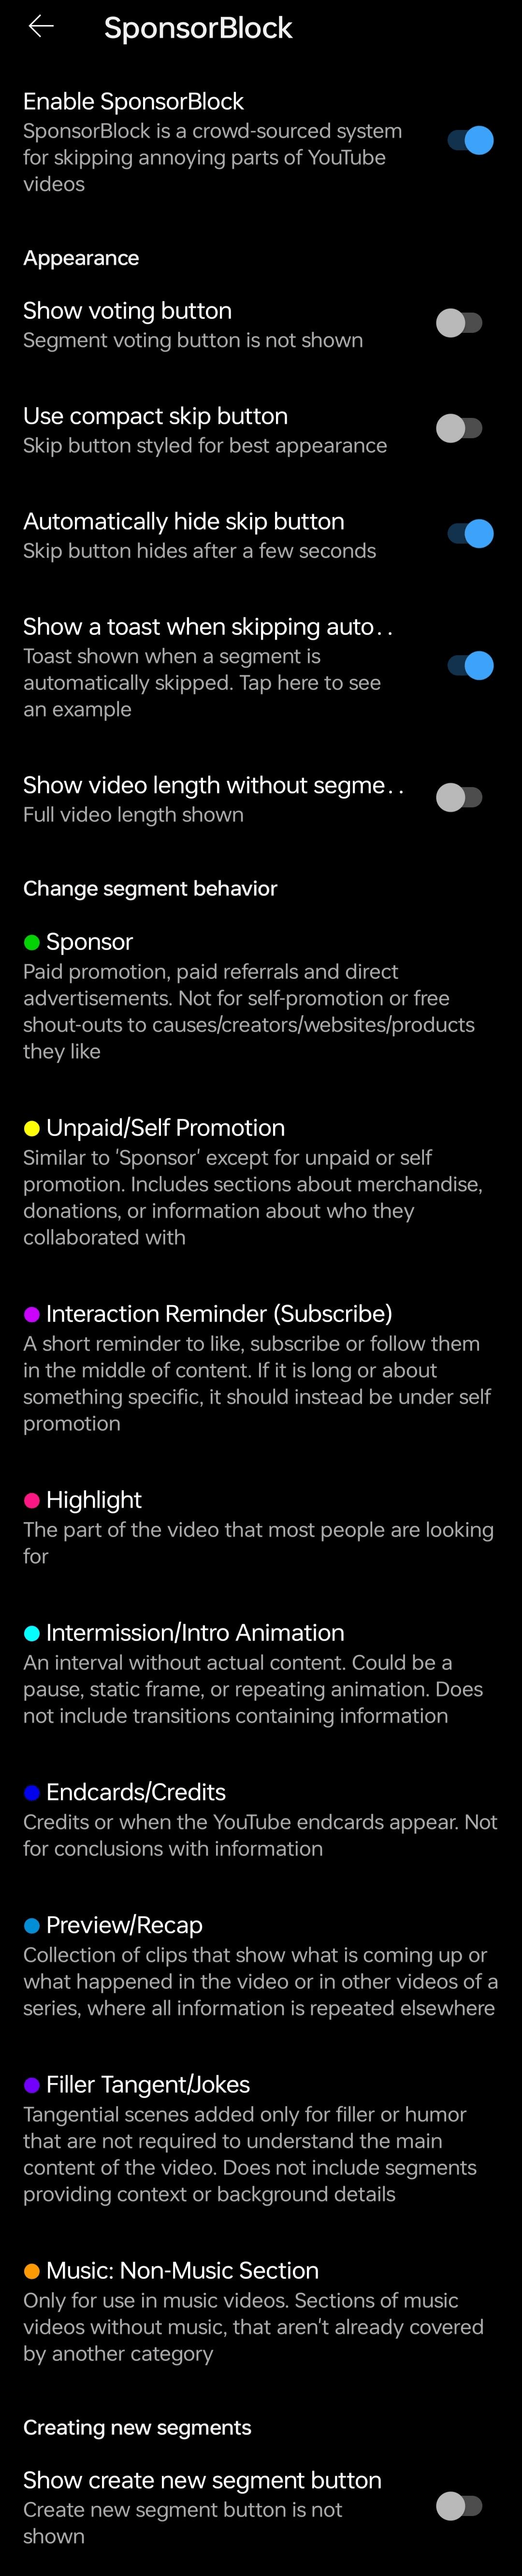 SponsorBlock
Enable SponsorBlock
SponsorBlock is a crowd-sourced system
for skipping annoying parts of YouTube
videos
Appearance
Show voting button
Segment voting button is not shown
Use compact skip button
Skip button styled for best appearance
Automatically hide skip button
Skip button hides after a few seconds
Show a toast when skipping auto..
Toast shown when a segment is
automatically skipped. Tap here to see
an example
Show video length without segme..
Full video length shown
Change segment behavior
Sponsor
Paid promotion, paid referrals and direct
advertisements. Not for self-promotion or free
shout-outs to causes/creators/websites/products
they like
Unpaid/Self Promotion
Similar to 'Sponsor' except for unpaid or self
promotion. Includes sections about merchandise,
donations, or information about who they
collaborated with
Interaction Reminder (Subscribe)
A short reminder to like, subscribe or follow them
in the middle of content. If it is long or about
something specific, it should instead be under self
promotion
Highlight
The part of the video that most people are looking
for
Intermission/Intro Animation
An interval without actual content. Could be a
pause, static frame, or repeating animation. Does
not include transitions containing information
Endcards/Credits
Credits or when the YouTube endcards appear. Not
for conclusions with information
Preview/Recap
Collection of clips that show what is coming up or
what happened in the video or in other videos of a
series, where all information is repeated elsewhere
Filler Tangent/Jokes
Tangential scenes added only for filler or humor
that are not required to understand the main
content of the video. Does not include segments
providing context or background details
Music: Non-Music Section
Only for use in music videos. Sections of music
videos without music, that aren't already covered
by another category
Creating new segments
Show create new segment button
Create new segment button is not
shown